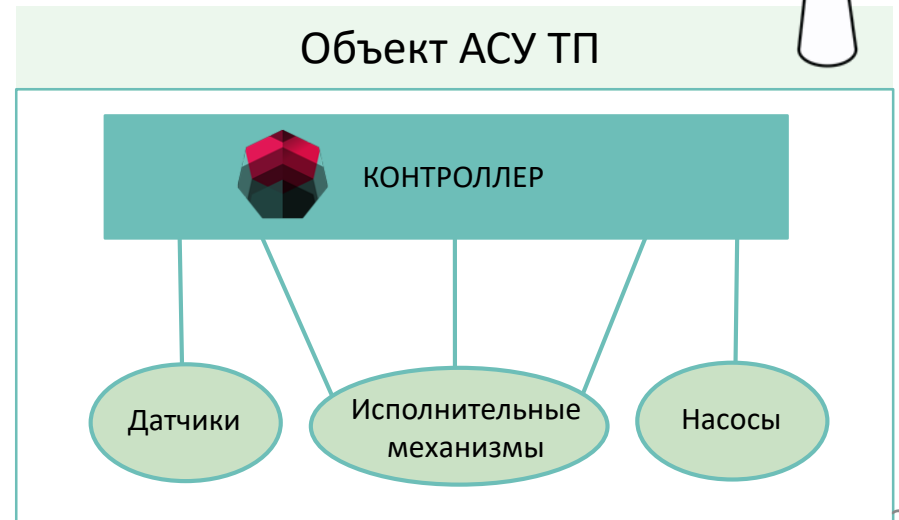 Объект АСУ ТП
КОНТРОЛЛЕР
Датчики
Исполнительные
механизмы
Насосы